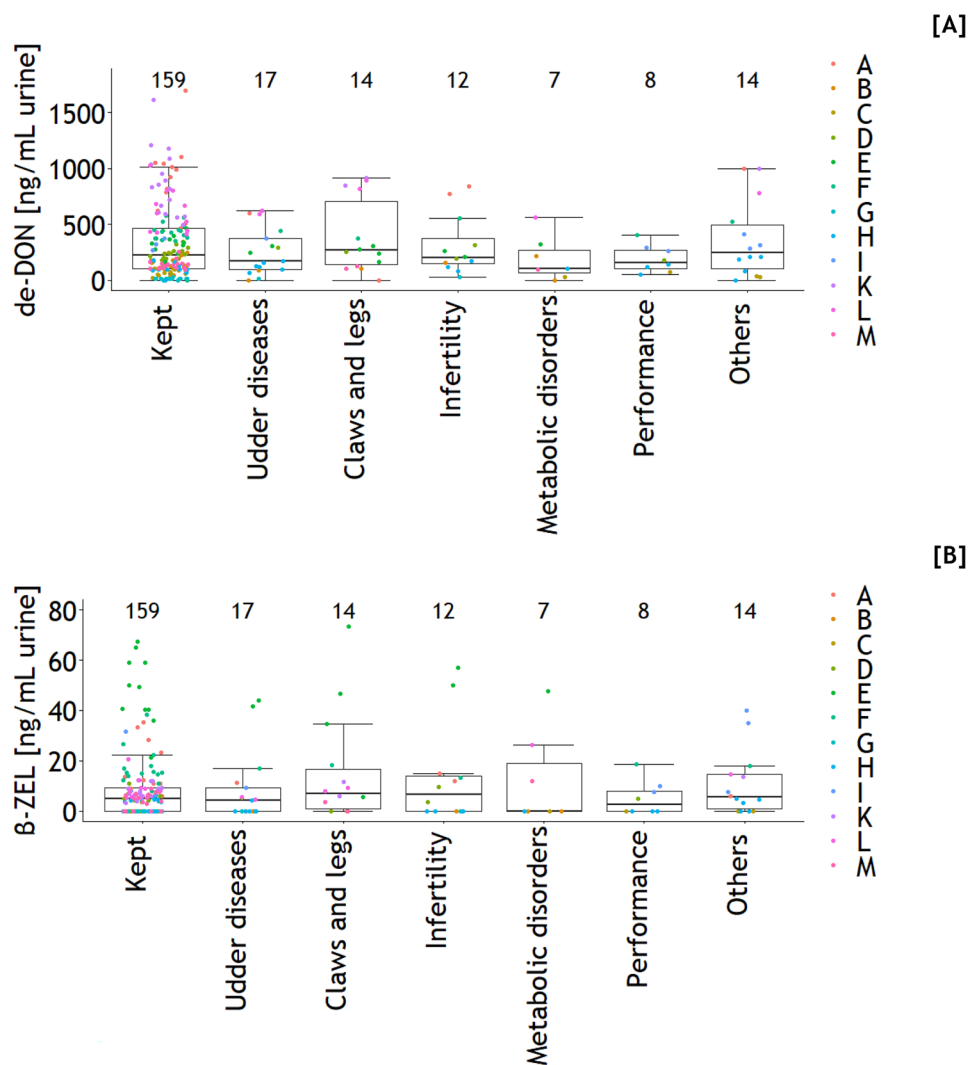 [A]
159 17 14 12 7 8 14
de-DON [ng/mL urine]
1500
1000
500
0
Kept
Udder diseases
Claws and legs
Infertility
Metabolic disorders
Performance
Others
A
B
C
D
E
F
G
H
I
K
L
M
[B]
159 17 14 12 7 8 14
β-ZEL [ng/mL urine]
80
60
40
20
0
Kept
Udder diseases
Claws and legs
Infertility
Metabolic disorders
Performance
Others
A
B
C
D
E
F
G
H
I
K
L
M